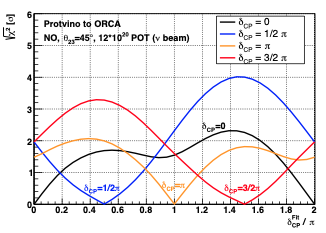 √χ² [σ]
Protvino to ORCA
NO, θ₂₃=45°, 12*10²⁰ POT (ν beam)
δCP = 0
δCP = 1/2 π
δCP = π
δCP = 3/2 π
6
5
4
3
2
1
0
δCP=0
δCP=1/2π
δCP=π
δCP=3/2π
0 0.2 0.4 0.6 0.8 1 1.2 1.4 1.6 1.8 2
δCP^Fit / π